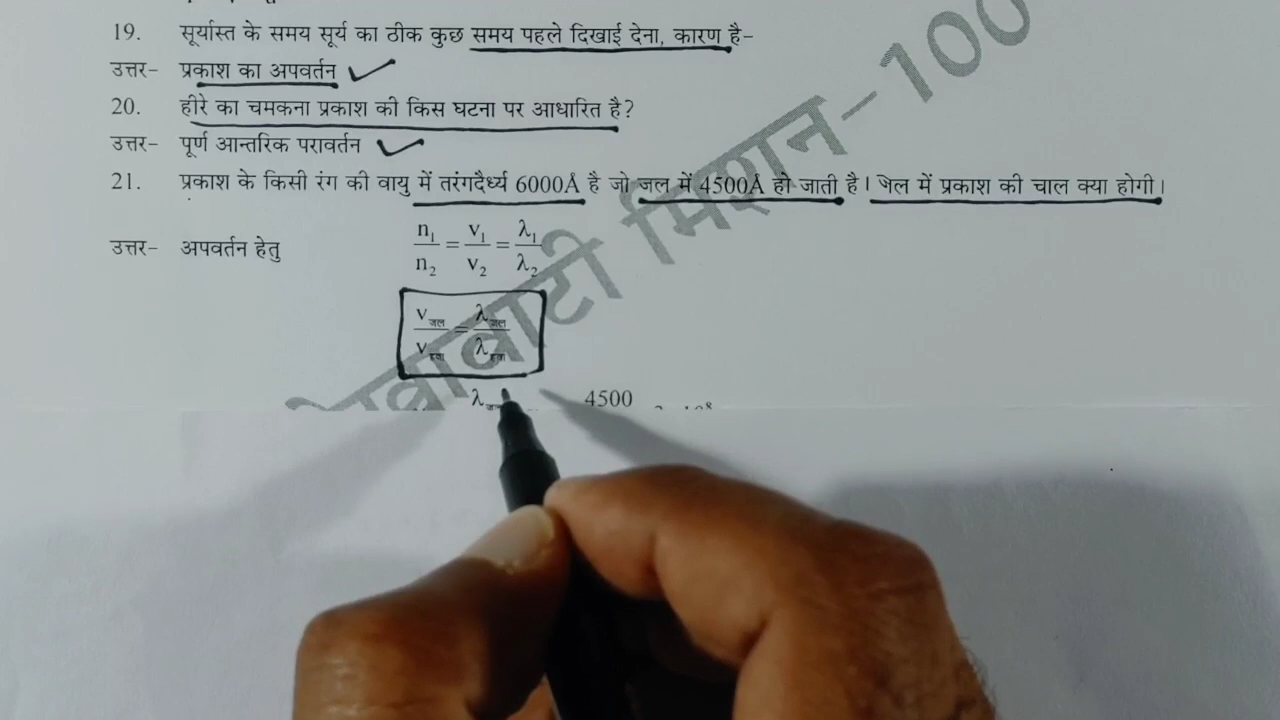 19. सूर्यास्त के समय सूर्य का ठीक कुछ समय पहले दिखाई देना, कारण है-
उत्तर- प्रकाश का अपवर्तन
20. हीरे का चमकना प्रकाश की किस घटना पर आधारित है?
उत्तर- पूर्ण आन्तरिक परावर्तन
21. प्रकाश के किसी रंग की वायु में तरंगदैर्ध्य 6000Å है जो जल में 4500Å हो जाती है। जल में प्रकाश की चाल क्या होगी।
उत्तर- अपवर्तन हेतु n₁/n₂ = v₁/v₂ = λ₁/λ₂
v जल / v हवा = λ जल / λ हवा
λ 4500
शेखावाटी मिशन-100